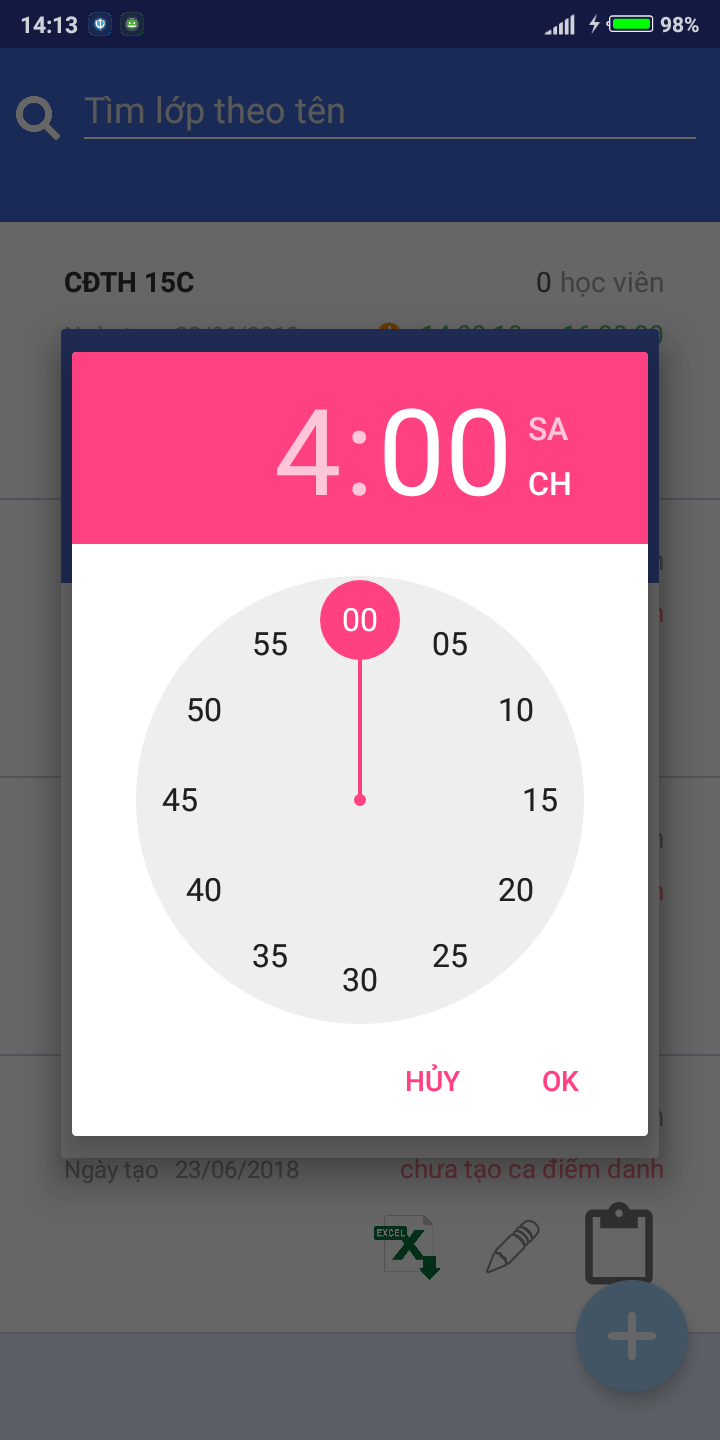 14:13 98%
Tìm lớp theo tên
CĐTH 15C 0 học viên
4:00
SA
CH
00
55 05
50 10
45 15
40 20
35 25
30
HỦY OK
Ngày tạo 23/06/2018 chưa tạo ca điểm danh
EXCEL
X